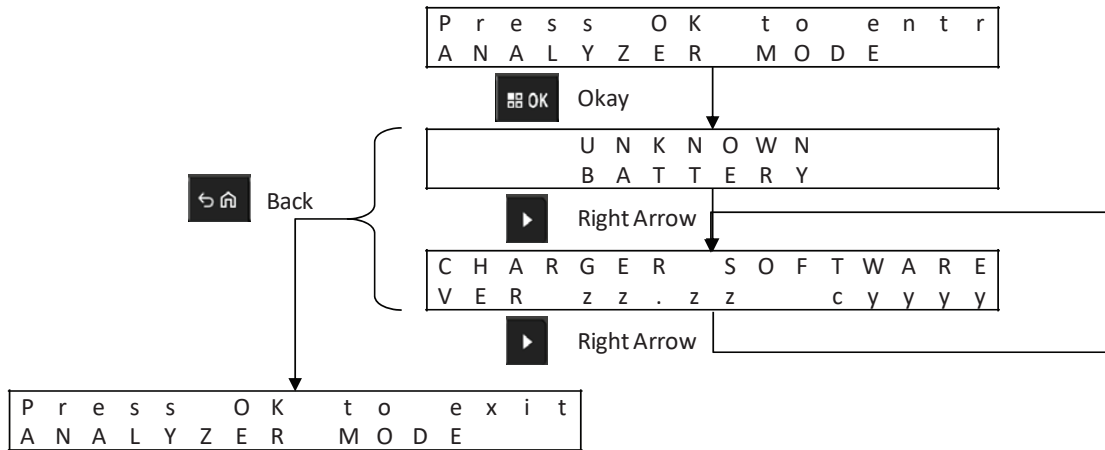 Press OK to entr
ANALYZER MODE
OK Okay
UNKNOWN
BATTERY
Back
Right Arrow
CHARGER SOFTWARE
VER zz.zz cyyyy
Right Arrow
Press OK to exit
ANALYZER MODE